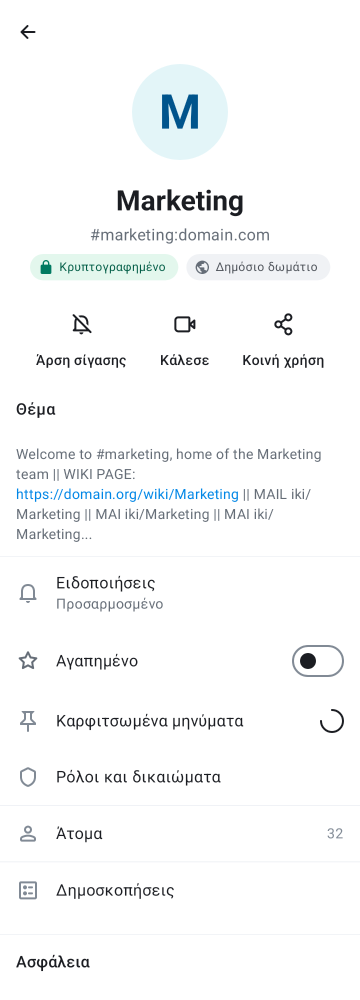 M
Marketing
#marketing:domain.com
Κρυπτογραφημένο
Δημόσιο δωμάτιο
Άρση σίγασης
Κάλεσε
Κοινή χρήση
Θέμα
Welcome to #marketing, home of the Marketing
team || WIKI PAGE:
https://domain.org/wiki/Marketing || MAIL iki/
Marketing || MAI iki/Marketing || MAI iki/
Marketing...
Ειδοποιήσεις
Προσαρμοσμένο
Αγαπημένο
Καρφιτσωμένα μηνύματα
Ρόλοι και δικαιώματα
Άτομα
32
Δημοσκοπήσεις
Ασφάλεια